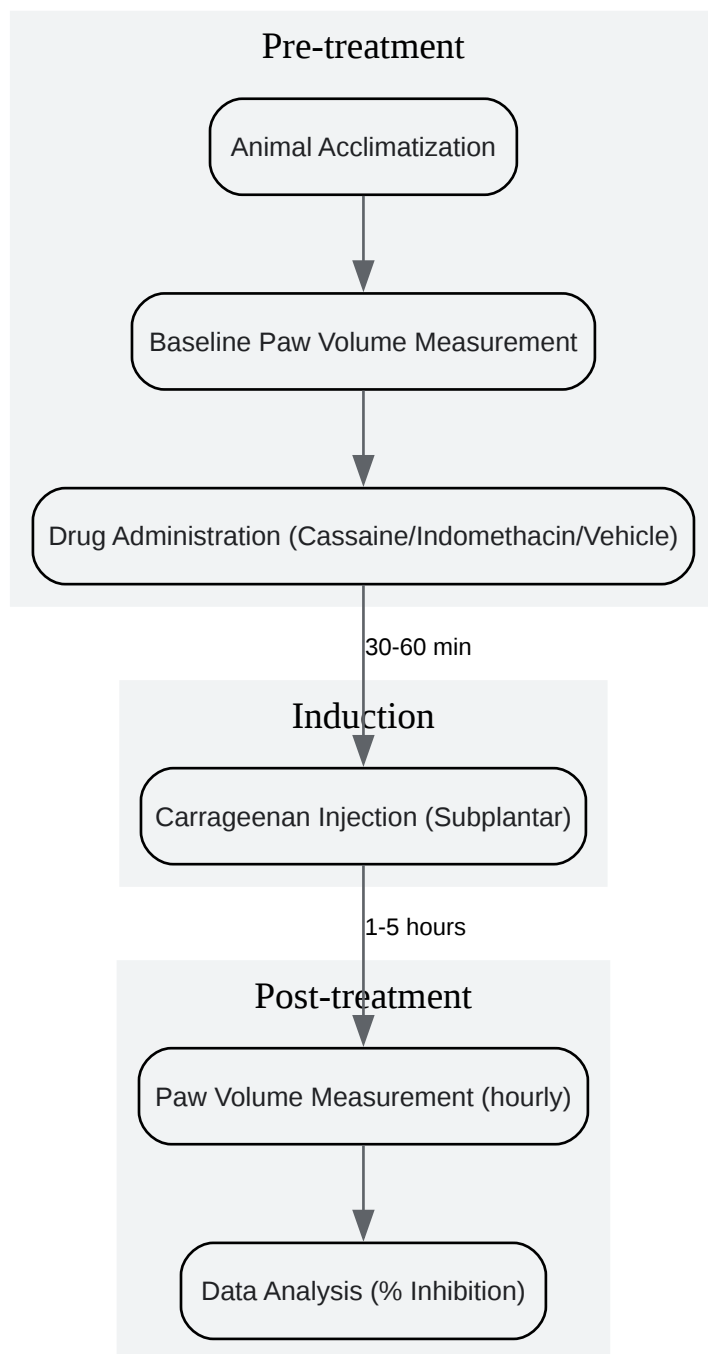 Pre-treatment
Animal Acclimatization
Baseline Paw Volume Measurement
Drug Administration (Cassaine/Indomethacin/Vehicle)
30-60 min
Induction
Carrageenan Injection (Subplantar)
1-5 hours
Post-treatment
Paw Volume Measurement (hourly)
Data Analysis (% Inhibition)